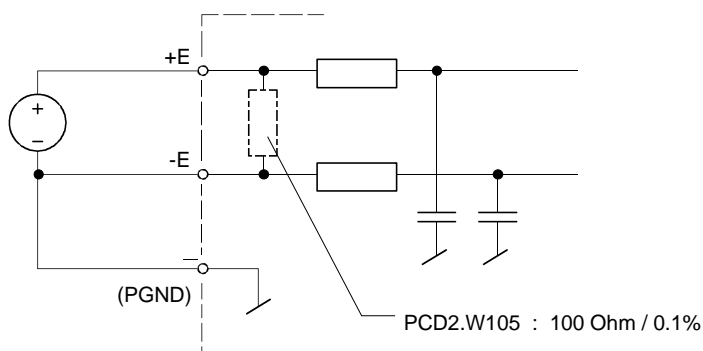 +E
+
−
-E
−
(PGND)
PCD2.W105 : 100 Ohm / 0.1%